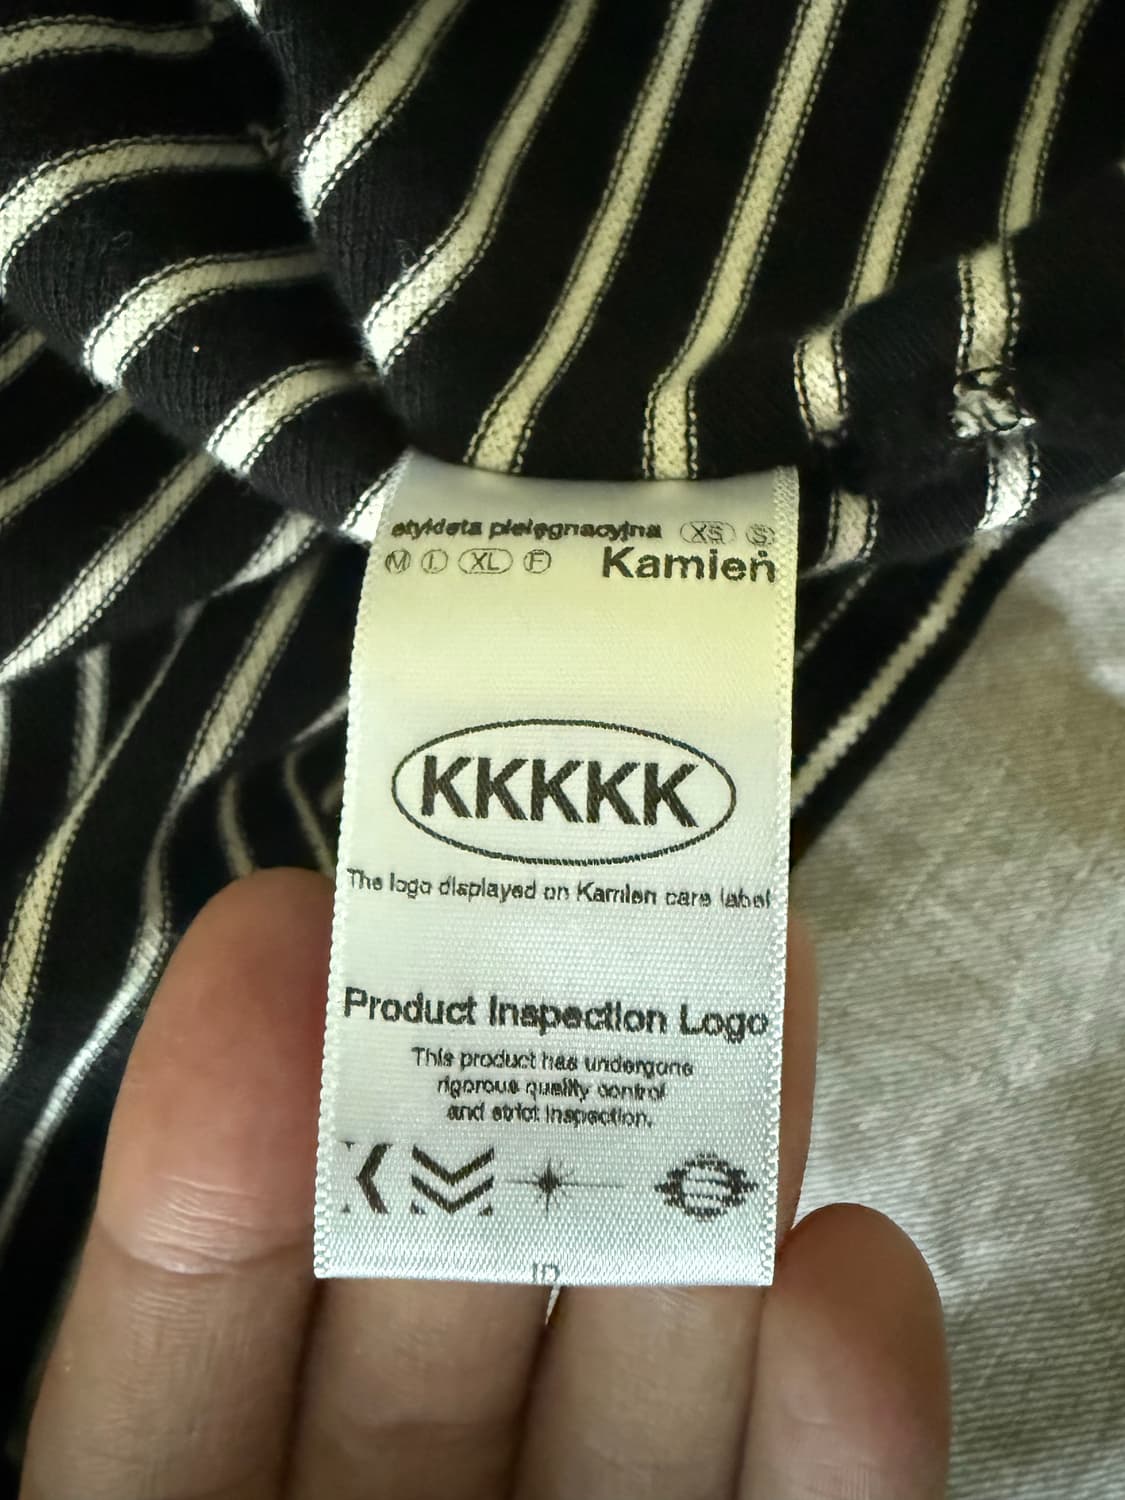 etykieta pielęgnacyjna XS S
M L XL F Kamień
KKKKK
The logo displayed on Kamień care label
Product Inspection Logo
This product has undergone
rigorous quality control
and strict inspection.